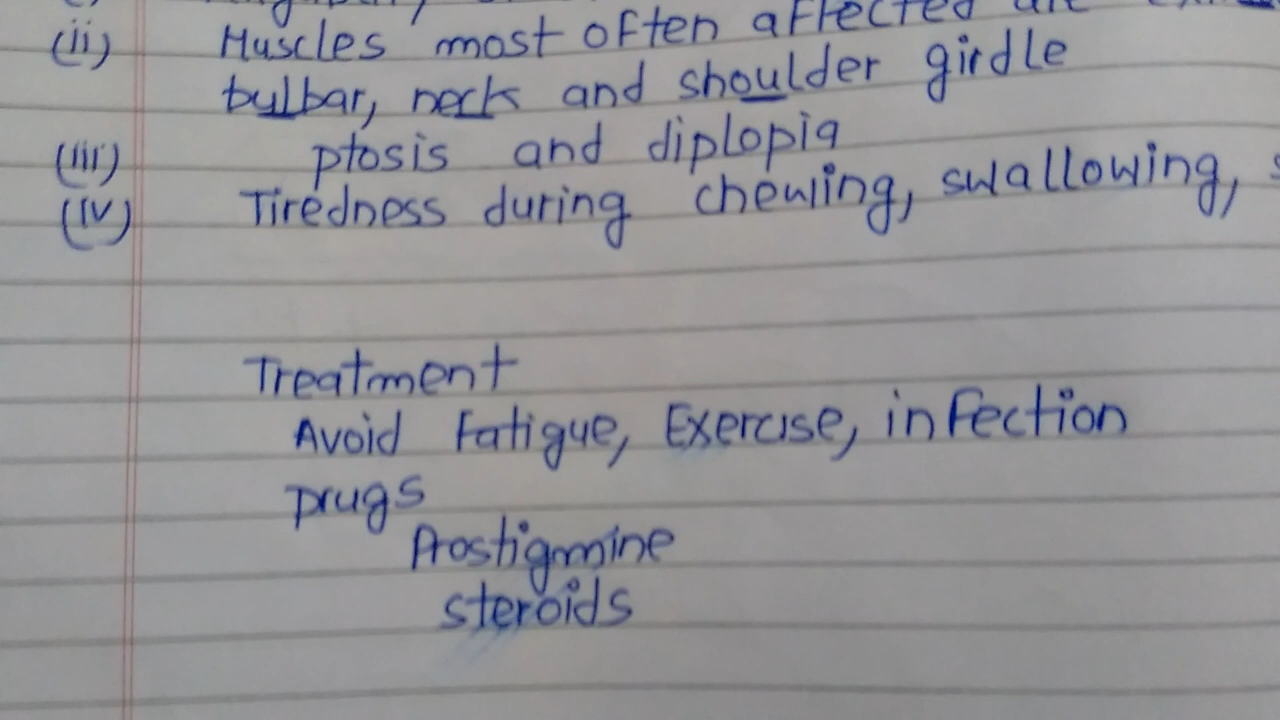 (ii) Muscles most often affected are
bulbar, neck and shoulder girdle
(iii) ptosis and diplopia
(iv) Tiredness during chewing, swallowing,
Treatment
Avoid Fatigue, Exercise, infection
Drugs
Prostigmine
steroids